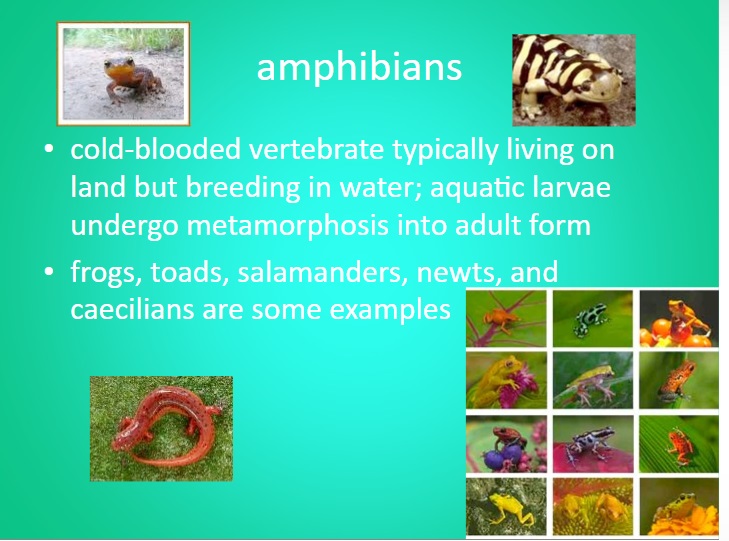 amphibians
• cold-blooded vertebrate typically living on
land but breeding in water; aquatic larvae
undergo metamorphosis into adult form
• frogs, toads, salamanders, newts, and
caecilians are some examples